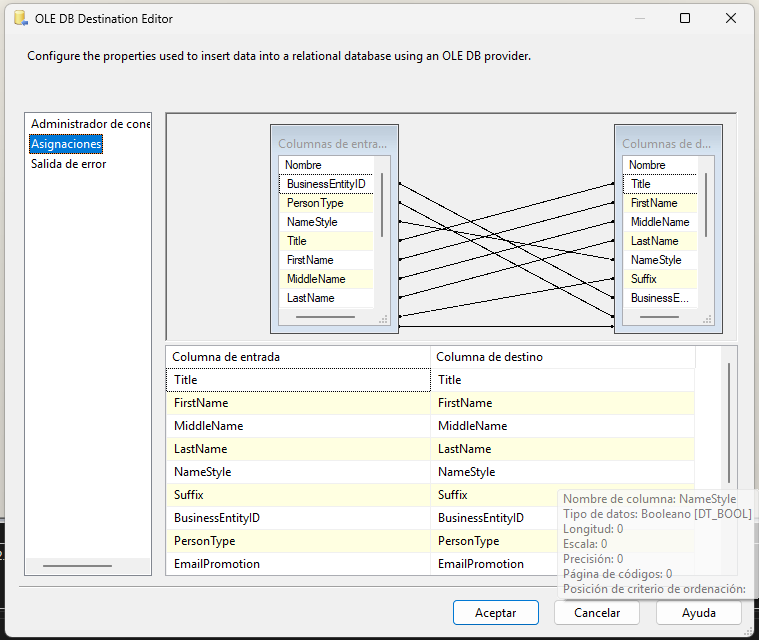 OLE DB Destination Editor
Configure the properties used to insert data into a relational database using an OLE DB provider.
Administrador de cone
Asignaciones
Salida de error
Columnas de entra...
Nombre
BusinessEntityID
PersonType
NameStyle
Title
FirstName
MiddleName
LastName
Columnas de d...
Nombre
Title
FirstName
MiddleName
LastName
NameStyle
Suffix
BusinessE...
Columna de entrada Columna de destino
Title Title
FirstName FirstName
MiddleName MiddleName
LastName LastName
NameStyle NameStyle
Suffix Suffix
BusinessEntityID BusinessEntityID
PersonType PersonType
EmailPromotion EmailPromotion
Nombre de columna: NameStyle
Tipo de datos: Booleano [DT_BOOL]
Longitud: 0
Escala: 0
Precisión: 0
Página de códigos: 0
Posición de criterio de ordenación:
Aceptar Cancelar Ayuda